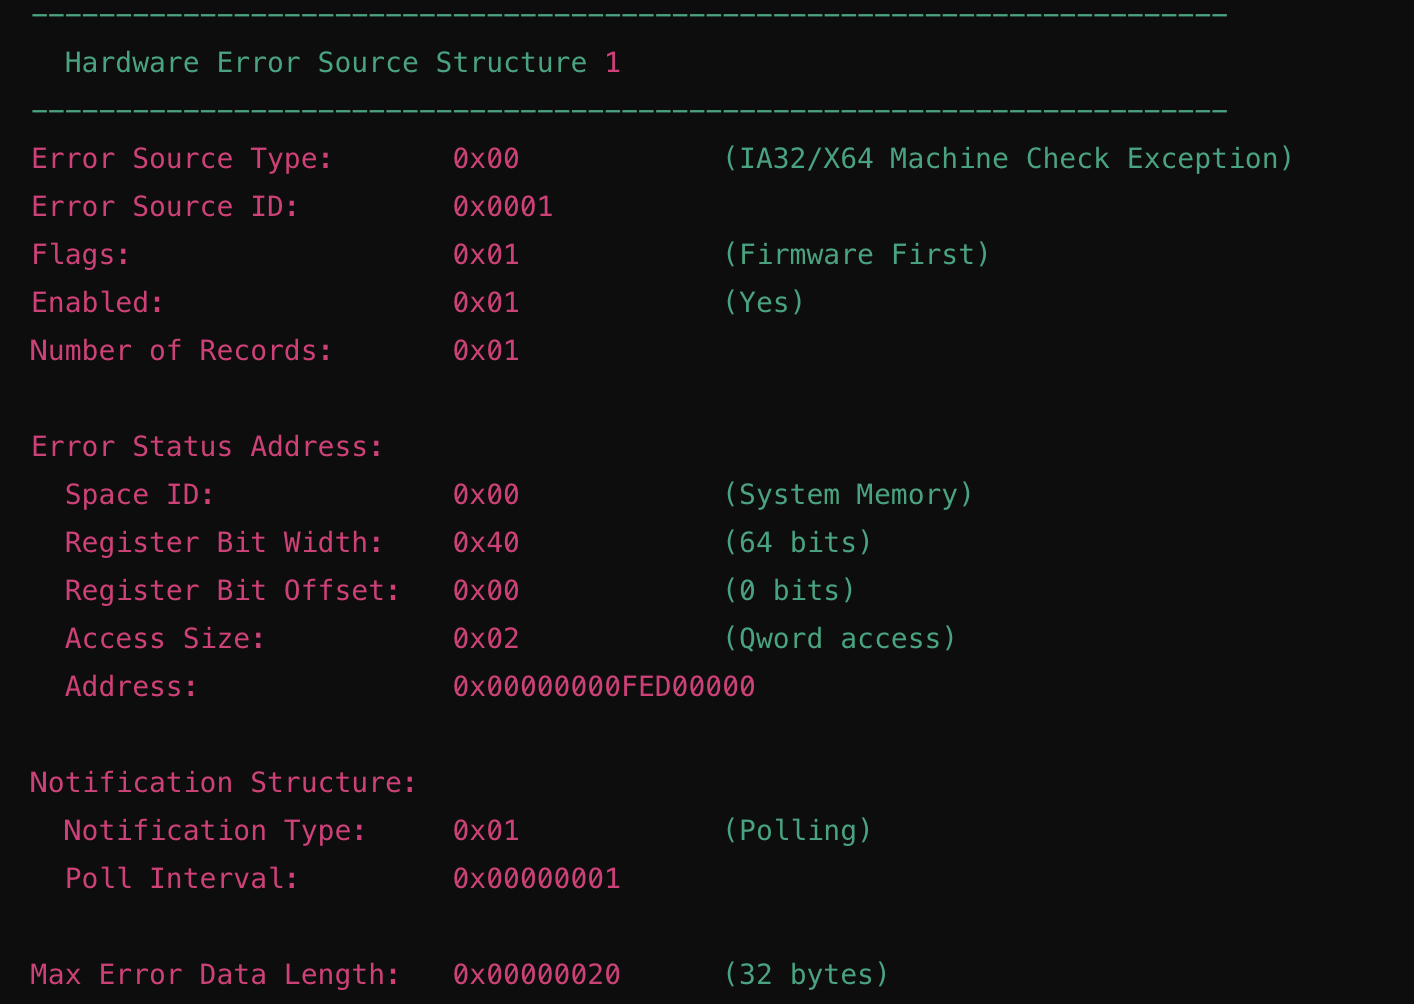 -----------------------------------------------------------------------
  Hardware Error Source Structure 1
-----------------------------------------------------------------------
Error Source Type:       0x00            (IA32/X64 Machine Check Exception)
Error Source ID:         0x0001
Flags:                   0x01            (Firmware First)
Enabled:                 0x01            (Yes)
Number of Records:       0x01

Error Status Address:
  Space ID:              0x00            (System Memory)
  Register Bit Width:    0x40            (64 bits)
  Register Bit Offset:   0x00            (0 bits)
  Access Size:           0x02            (Qword access)
  Address:               0x00000000FED00000

Notification Structure:
  Notification Type:     0x01            (Polling)
  Poll Interval:         0x00000001

Max Error Data Length:   0x00000020      (32 bytes)